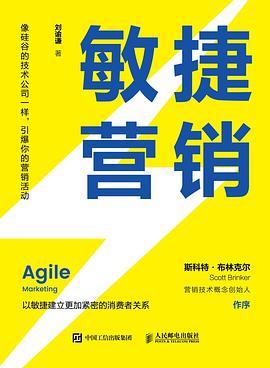 像硅谷的技术公司一样，引爆你的营销活动
刘谕谦 著
敏捷
营销
Agile
Marketing
以敏捷建立更加紧密的消费者关系
斯科特·布林克尔
Scott Brinker
营销技术概念创始人
作序
中国工信出版集团
人民邮电出版社
POSTS & TELECOM PRESS